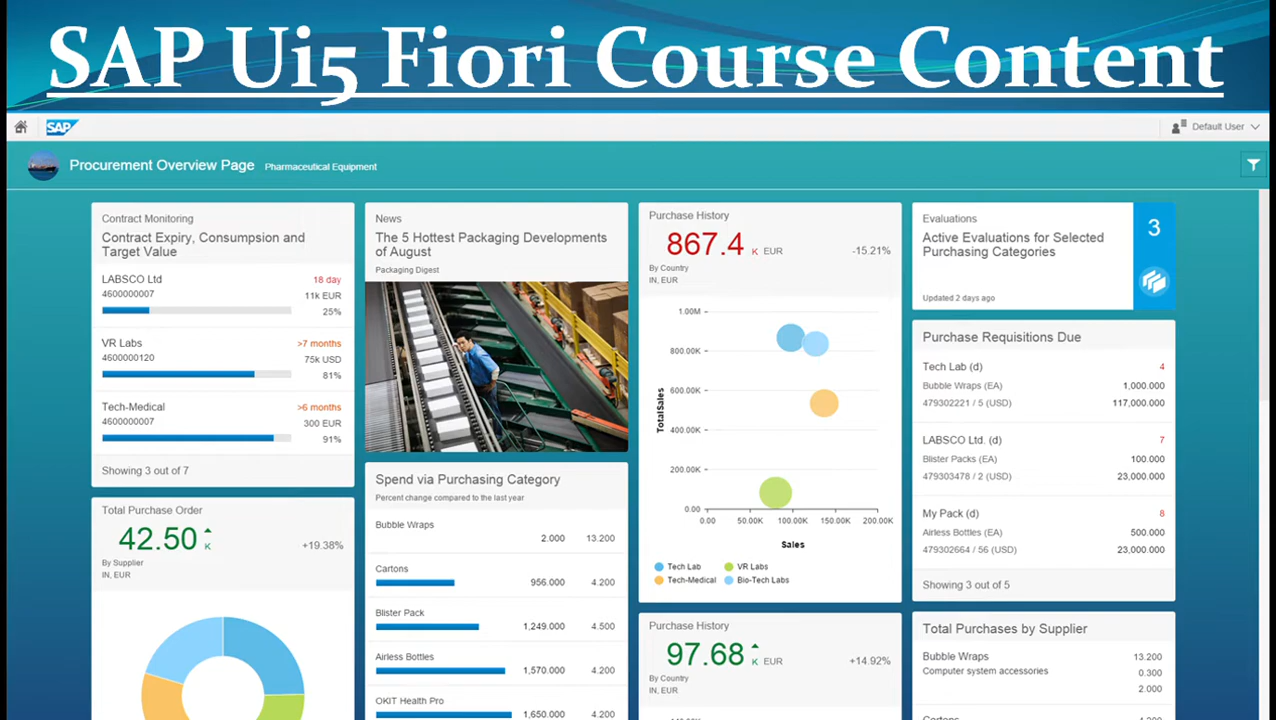 SAP Ui5 Fiori Course Content
SAP
Default User
Procurement Overview Page Pharmaceutical Equipment
Contract Monitoring
Contract Expiry, Consumpsion and
Target Value
LABSCO Ltd 18 day
4600000007 11k EUR
25%
VR Labs >7 months
4600000120 75k USD
81%
Tech-Medical >6 months
4600000007 300 EUR
91%
Showing 3 out of 7
Total Purchase Order
42.50 K +19.38%
By Supplier
IN, EUR
News
The 5 Hottest Packaging Developments
of August
Packaging Digest
Spend via Purchasing Category
Percent change compared to the last year
Bubble Wraps
2.000 13.200
Cartons
956.000 4.200
Blister Pack
1,249.000 4.500
Airless Bottles
1,570.000 4.200
OKIT Health Pro
1,650.000 4.200
Purchase History
867.4 K EUR -15.21%
By Country
IN, EUR
1.00M
800.00K
600.00K
400.00K
200.00K
0.00
TotalSales
0.00 50.00K 100.00K 150.00K 200.00K
Sales
Tech Lab VR Labs
Tech-Medical Bio-Tech Labs
Purchase History
97.68 K EUR +14.92%
By Country
IN, EUR
Evaluations
Active Evaluations for Selected
Purchasing Categories
3
Updated 2 days ago
Purchase Requisitions Due
Tech Lab (d) 4
Bubble Wraps (EA) 1,000.000
479302221 / 5 (USD) 117,000.000
LABSCO Ltd. (d) 7
Blister Packs (EA) 100.000
479303478 / 2 (USD) 23,000.000
My Pack (d) 8
Airless Bottles (EA) 500.000
479302664 / 56 (USD) 23,000.000
Showing 3 out of 5
Total Purchases by Supplier
Bubble Wraps 13.200
Computer system accessories 0.300
2.000